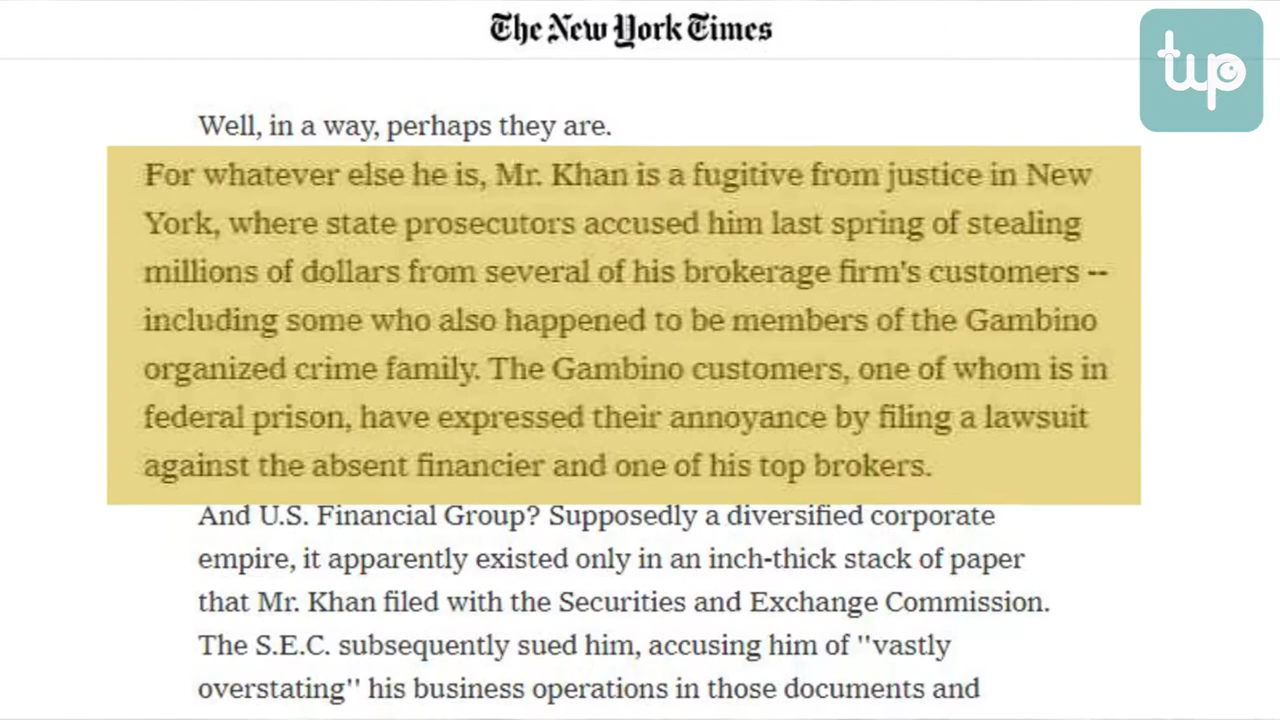 The New York Times
twp
Well, in a way, perhaps they are.
For whatever else he is, Mr. Khan is a fugitive from justice in New
York, where state prosecutors accused him last spring of stealing
millions of dollars from several of his brokerage firm's customers --
including some who also happened to be members of the Gambino
organized crime family. The Gambino customers, one of whom is in
federal prison, have expressed their annoyance by filing a lawsuit
against the absent financier and one of his top brokers.
And U.S. Financial Group? Supposedly a diversified corporate
empire, it apparently existed only in an inch-thick stack of paper
that Mr. Khan filed with the Securities and Exchange Commission.
The S.E.C. subsequently sued him, accusing him of ''vastly
overstating'' his business operations in those documents and